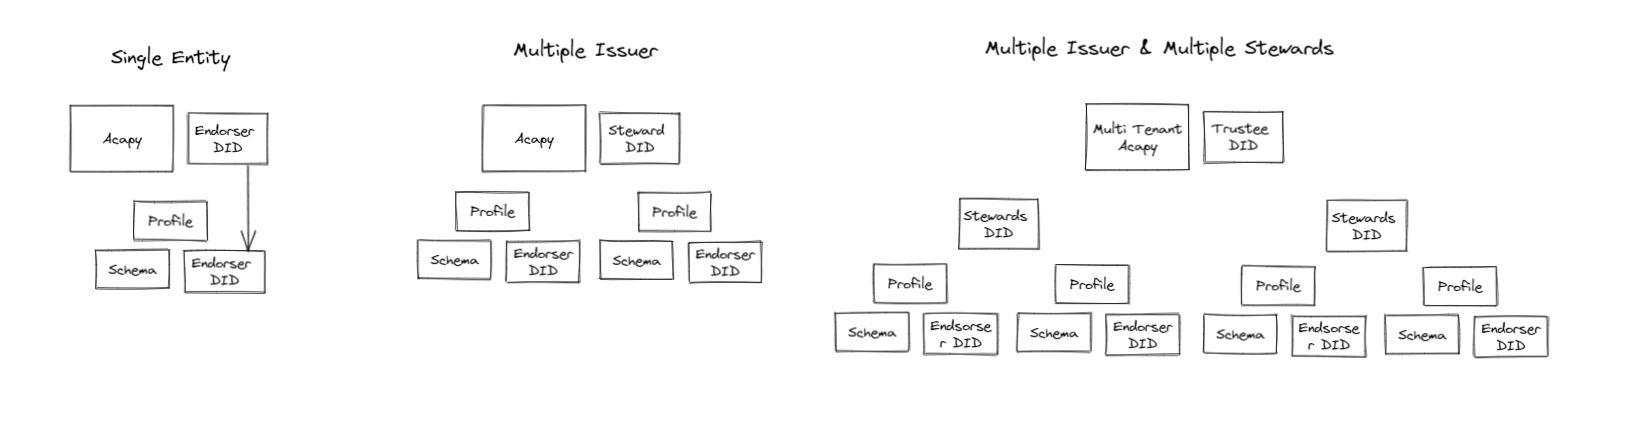 Single Entity
Acapy
Endorser
DID
Profile
Schema
Endorser
DID
Multiple Issuer
Acapy
Steward
DID
Profile
Profile
Schema
Endorser
DID
Schema
Endorser
DID
Multiple Issuer & Multiple Stewards
Multi Tenant
Acapy
Trustee
DID
Stewards
DID
Stewards
DID
Profile
Profile
Profile
Profile
Schema
Endsorse
r DID
Schema
Endorser
DID
Schema
Endsorse
r DID
Schema
Endorser
DID